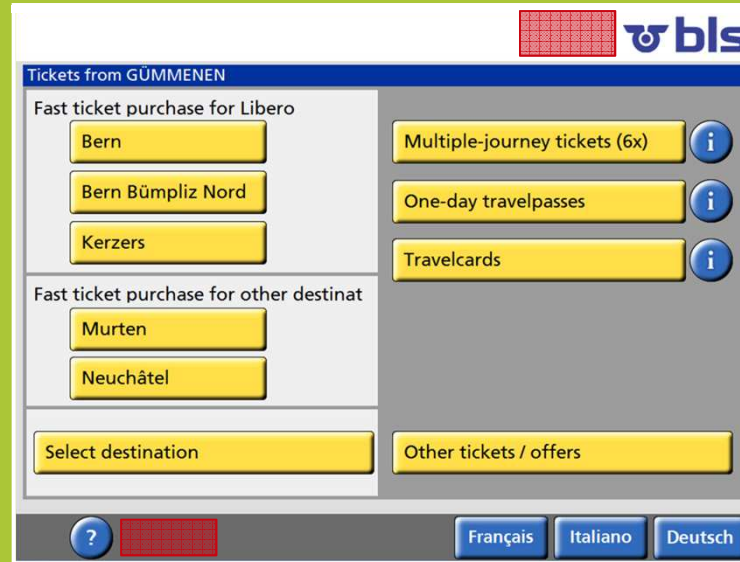 bls
Tickets from GÜMMENEN
Fast ticket purchase for Libero
Bern
Bern Bümpliz Nord
Kerzers
Fast ticket purchase for other destinat
Murten
Neuchâtel
Select destination
Multiple-journey tickets (6x)
i
One-day travelpasses
i
Travelcards
i
Other tickets / offers
?
Français
Italiano
Deutsch